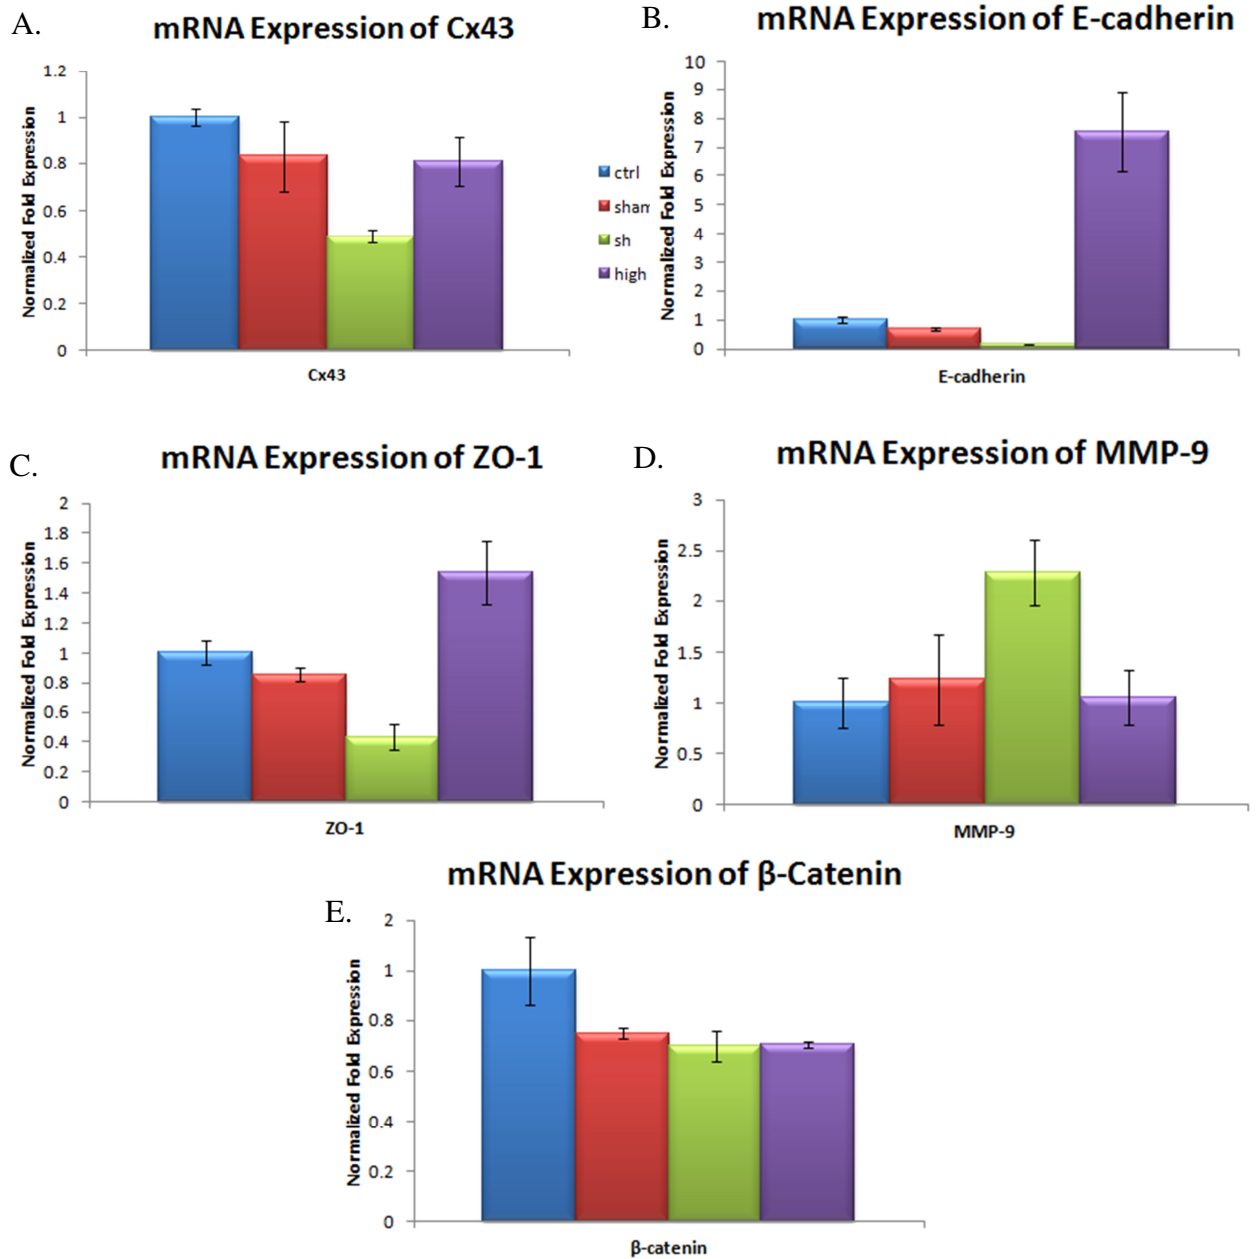 A.
mRNA Expression of Cx43
Normalized Fold Expression
1.2
1
0.8
0.6
0.4
0.2
0
Cx43
ctrl
sham
sh
high
B.
mRNA Expression of E-cadherin
Normalized Fold Expression
10
9
8
7
6
5
4
3
2
1
0
E-cadherin
C.
mRNA Expression of ZO-1
Normalized Fold Expression
2
1.8
1.6
1.4
1.2
1
0.8
0.6
0.4
0.2
0
ZO-1
D.
mRNA Expression of MMP-9
Normalized Fold Expression
3
2.5
2
1.5
1
0.5
0
MMP-9
E.
mRNA Expression of β-Catenin
Normalized Fold Expression
2
1
0.8
0.6
0.4
0.2
0
β-catenin